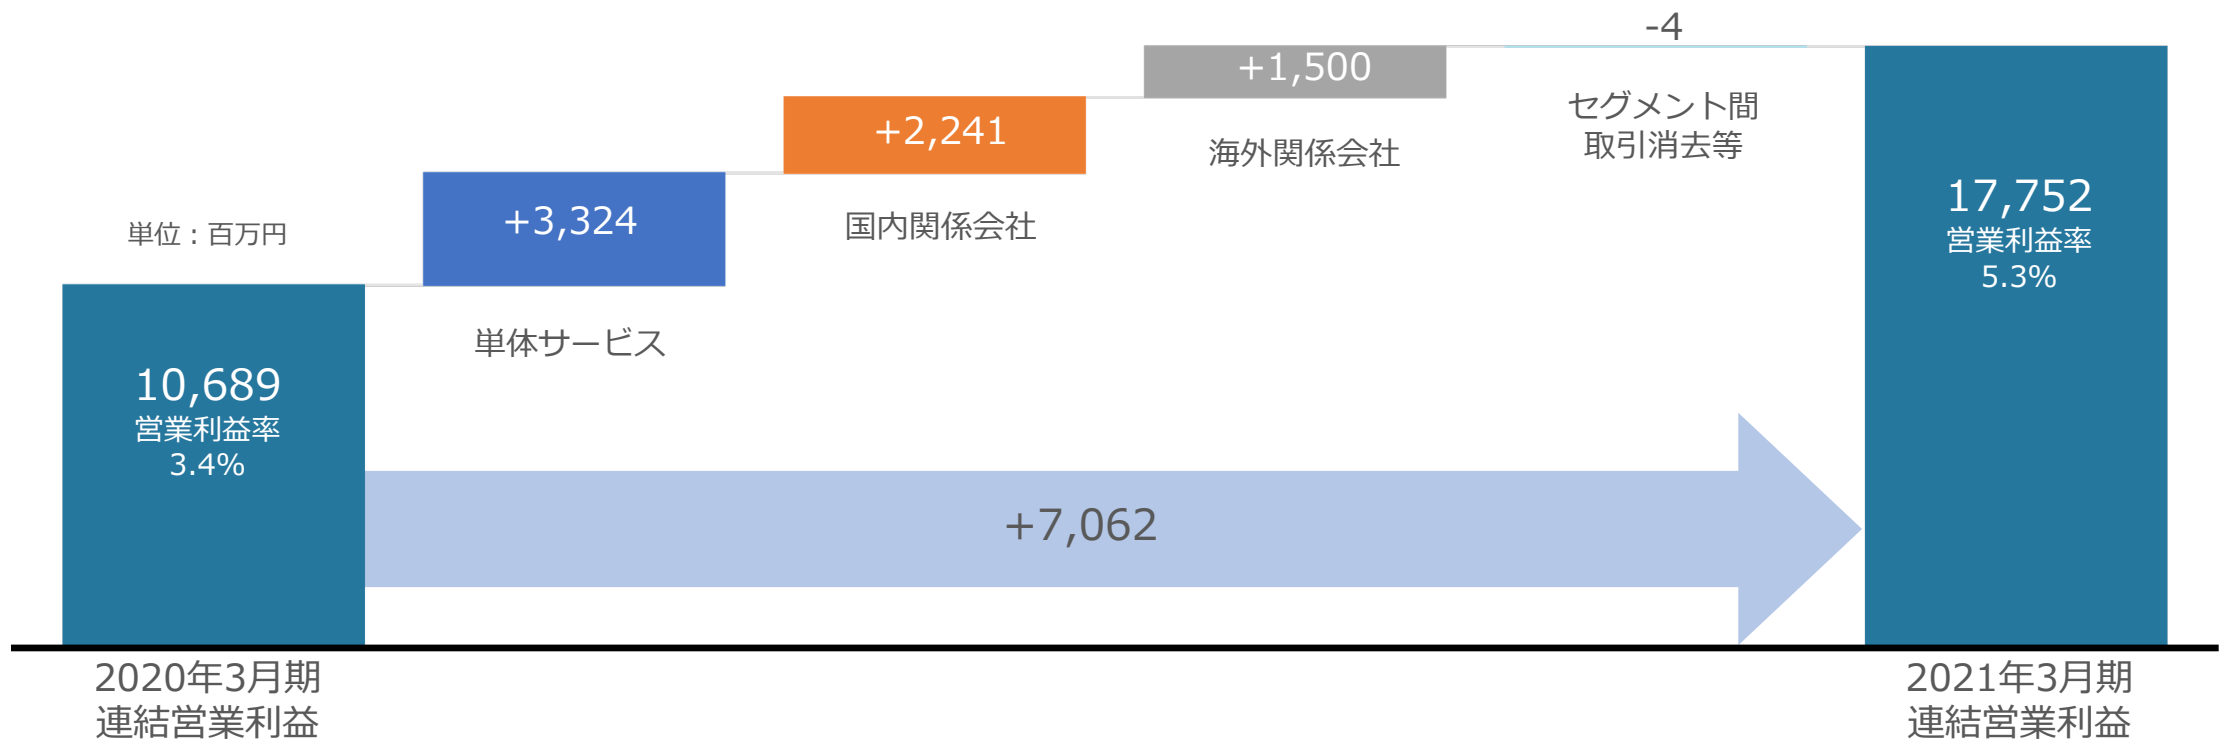 単位：百万円
10,689
営業利益率
3.4%
2020年3月期
連結営業利益
+3,324
単体サービス
+2,241
国内関係会社
+1,500
海外関係会社
-4
セグメント間
取引消去等
+7,062
17,752
営業利益率
5.3%
2021年3月期
連結営業利益